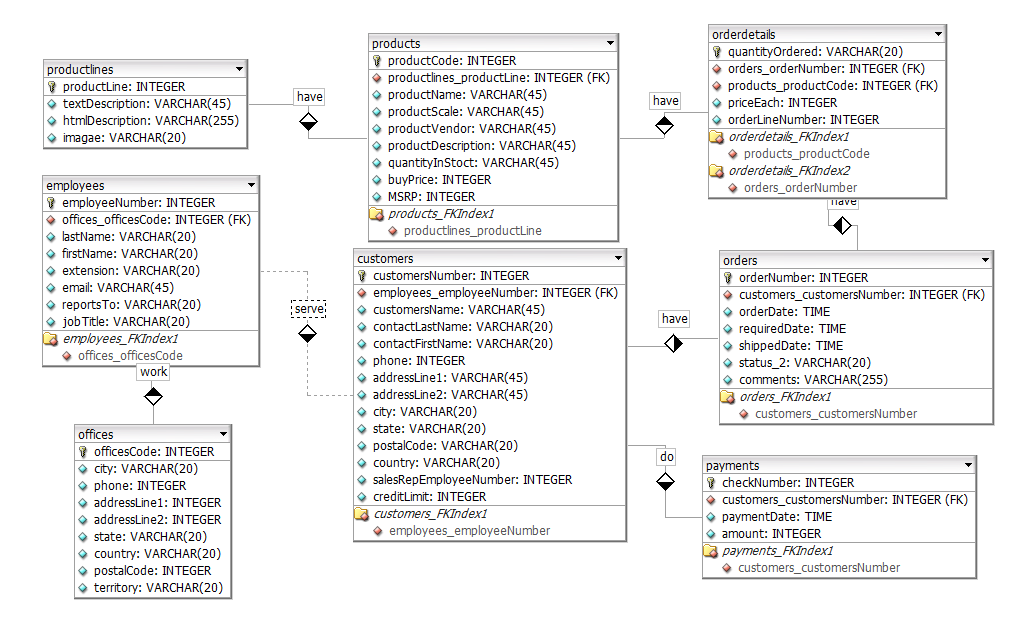 productlines
productLine: INTEGER
textDescription: VARCHAR(45)
htmlDescription: VARCHAR(255)
imagae: VARCHAR(20)
have
products
productCode: INTEGER
productlines_productLine: INTEGER (FK)
productName: VARCHAR(45)
productScale: VARCHAR(45)
productVendor: VARCHAR(45)
productDescription: VARCHAR(45)
quantityInStoct: VARCHAR(45)
buyPrice: INTEGER
MSRP: INTEGER
products_FKIndex1
productlines_productLine
have
orderdetails
quantityOrdered: VARCHAR(20)
orders_orderNumber: INTEGER (FK)
products_productCode: INTEGER (FK)
priceEach: INTEGER
orderLineNumber: INTEGER
orderdetails_FKIndex1
products_productCode
orderdetails_FKIndex2
orders_orderNumber
have
employees
employeeNumber: INTEGER
offices_officesCode: INTEGER (FK)
lastName: VARCHAR(20)
firstName: VARCHAR(20)
extension: VARCHAR(20)
email: VARCHAR(45)
reportsTo: VARCHAR(20)
jobTitle: VARCHAR(20)
employees_FKIndex1
offices_officesCode
work
serve
customers
customersNumber: INTEGER
employees_employeeNumber: INTEGER (FK)
customersName: VARCHAR(45)
contactLastName: VARCHAR(20)
contactFirstName: VARCHAR(20)
phone: INTEGER
addressLine1: VARCHAR(45)
addressLine2: VARCHAR(45)
city: VARCHAR(20)
state: VARCHAR(20)
postalCode: VARCHAR(20)
country: VARCHAR(20)
salesRepEmployeeNumber: INTEGER
creditLimit: INTEGER
customers_FKIndex1
employees_employeeNumber
have
orders
orderNumber: INTEGER
customers_customersNumber: INTEGER (FK)
orderDate: TIME
requiredDate: TIME
shippedDate: TIME
status_2: VARCHAR(20)
comments: VARCHAR(255)
orders_FKIndex1
customers_customersNumber
offices
officesCode: INTEGER
city: VARCHAR(20)
phone: INTEGER
addressLine1: INTEGER
addressLine2: INTEGER
state: VARCHAR(20)
country: VARCHAR(20)
postalCode: INTEGER
territory: VARCHAR(20)
do
payments
checkNumber: INTEGER
customers_customersNumber: INTEGER (FK)
paymentDate: TIME
amount: INTEGER
payments_FKIndex1
customers_customersNumber